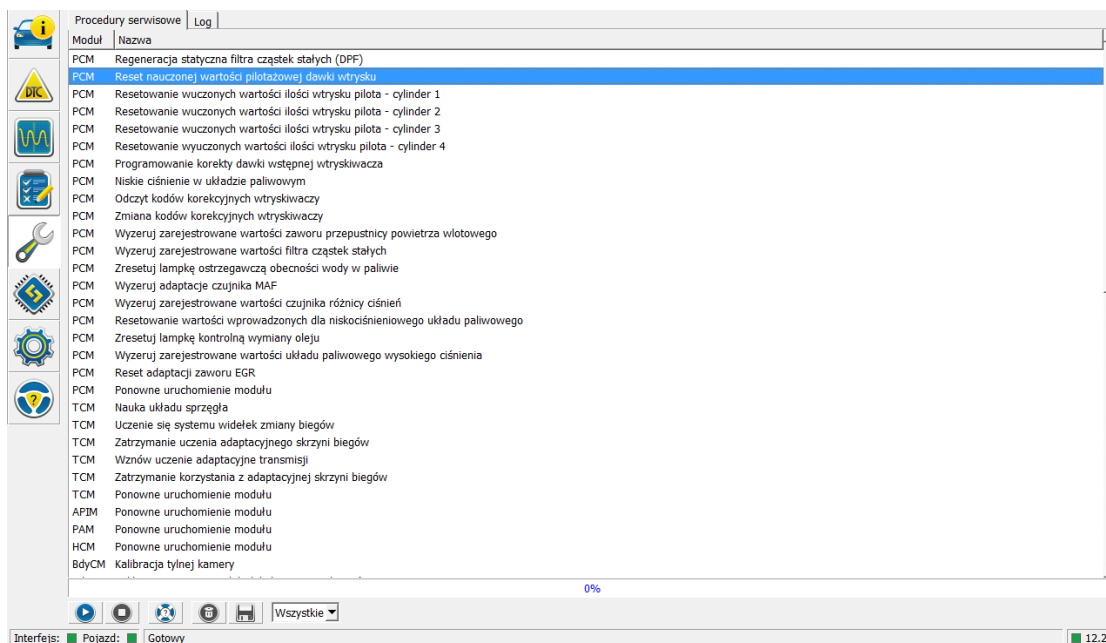 Procedury serwisowe Log
Moduł Nazwa
PCM Regeneracja statyczna filtra cząstek stałych (DPF)
PCM Reset nauczonej wartości pilotażowej dawki wtrysku
PCM Resetowanie wuczonych wartości ilości wtrysku pilota - cylinder 1
PCM Resetowanie wuczonych wartości ilości wtrysku pilota - cylinder 2
PCM Resetowanie wuczonych wartości ilości wtrysku pilota - cylinder 3
PCM Resetowanie wyuczonych wartości ilości wtrysku pilota - cylinder 4
PCM Programowanie korekty dawki wstępnej wtryskiwacza
PCM Niskie ciśnienie w układzie paliwowym
PCM Odczyt kodów korekcyjnych wtryskiwaczy
PCM Zmiana kodów korekcyjnych wtryskiwaczy
PCM Wyzeruj zarejestrowane wartości zaworu przepustnicy powietrza wlotowego
PCM Wyzeruj zarejestrowane wartości filtra cząstek stałych
PCM Zresetuj lampkę ostrzegawczą obecności wody w paliwie
PCM Wyzeruj adaptacje czujnika MAF
PCM Wyzeruj zarejestrowane wartości czujnika różnicy ciśnień
PCM Resetowanie wartości wprowadzonych dla niskociśnieniowego układu paliwowego
PCM Zresetuj lampkę kontrolną wymiany oleju
PCM Wyzeruj zarejestrowane wartości układu paliwowego wysokiego ciśnienia
PCM Reset adaptacji zaworu EGR
PCM Ponowne uruchomienie modułu
TCM Nauka układu sprzęgła
TCM Uczenie się systemu widełek zmiany biegów
TCM Zatrzymanie uczenia adaptacyjnego skrzyni biegów
TCM Wznów uczenie adaptacyjne transmisji
TCM Zatrzymanie korzystania z adaptacyjnej skrzyni biegów
TCM Ponowne uruchomienie modułu
APIM Ponowne uruchomienie modułu
PAM Ponowne uruchomienie modułu
HCM Ponowne uruchomienie modułu
BdyCM Kalibracja tylnej kamery
0%
Wszystkie
Interfejs: Pojazd: Gotowy 12.2
DTC